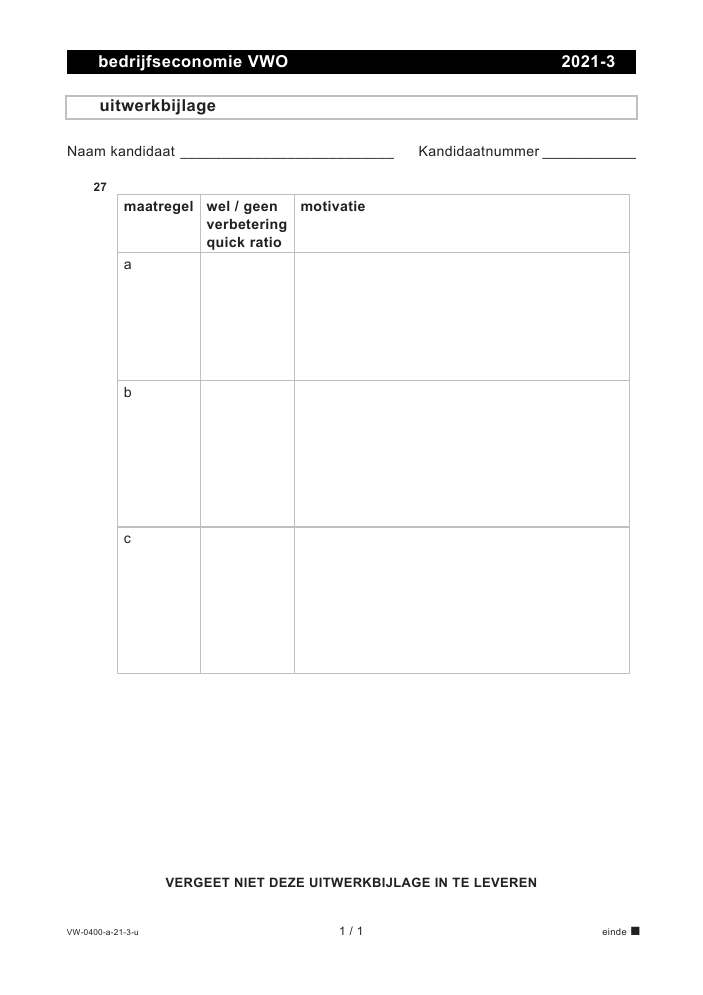 bedrijfseconomie VWO 2021-3
uitwerkbijlage
Naam kandidaat __________________________ Kandidaatnummer ___________
27
maatregel wel / geen verbetering quick ratio motivatie
a
b
c
VERGEET NIET DEZE UITWERKBIJLAGE IN TE LEVEREN
VW-0400-a-21-3-u 1 / 1 einde ■